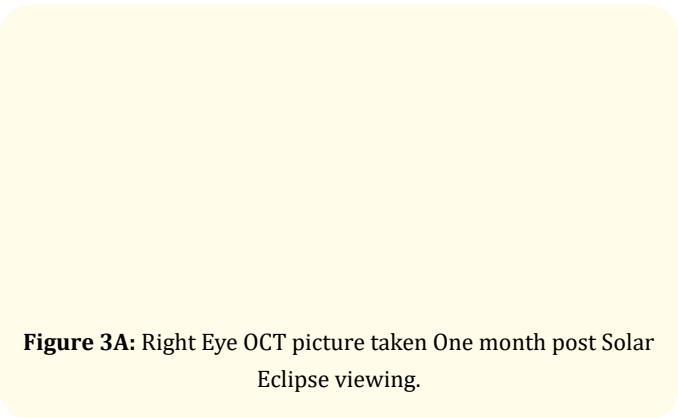 Figure 3A: Right Eye OCT picture taken One month post Solar
Eclipse viewing.